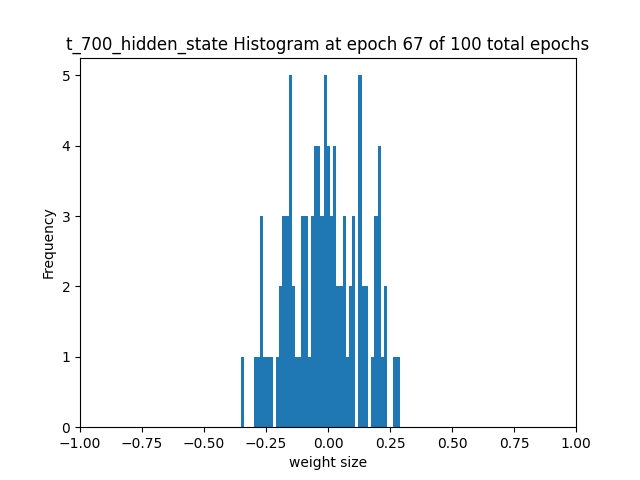 t_700_hidden_state Histogram at epoch 67 of 100 total epochs
Frequency
5
4
3
2
1
0
−1.00 −0.75 −0.50 −0.25 0.00 0.25 0.50 0.75 1.00
weight size